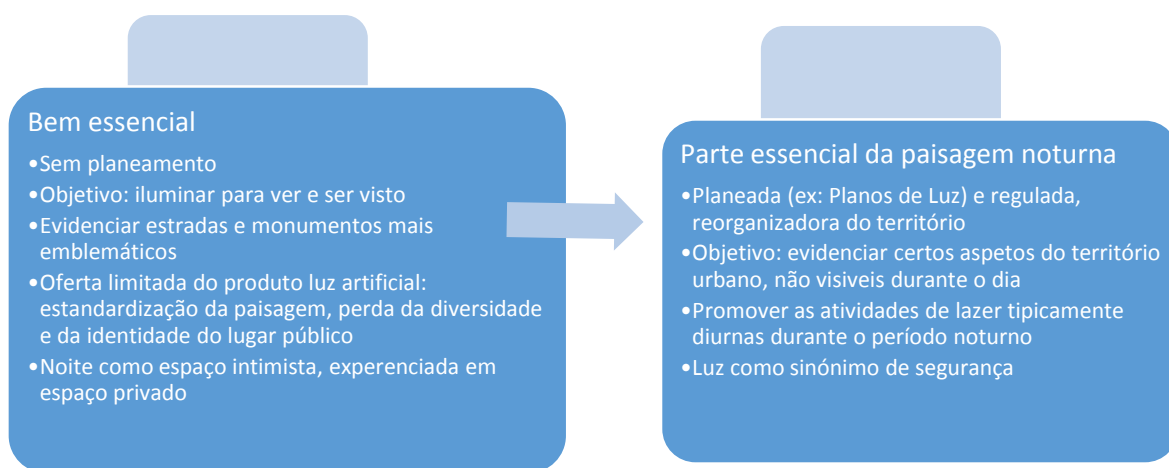 Bem essencial
•Sem planeamento
•Objetivo: iluminar para ver e ser visto
•Evidenciar estradas e monumentos mais
emblemáticos
•Oferta limitada do produto luz artificial:
estandardização da paisagem, perda da diversidade
e da identidade do lugar público
•Noite como espaço intimista, experenciada em
espaço privado
Parte essencial da paisagem noturna
•Planeada (ex: Planos de Luz) e regulada,
reorganizadora do território
•Objetivo: evidenciar certos aspetos do território
urbano, não visiveis durante o dia
•Promover as atividades de lazer tipicamente
diurnas durante o período noturno
•Luz como sinónimo de segurança